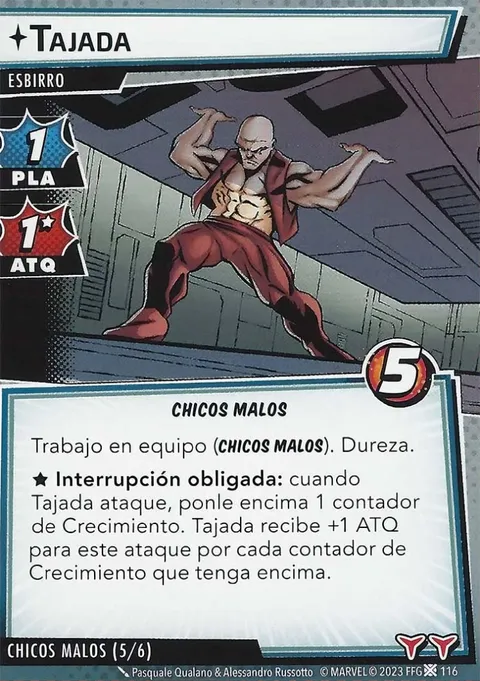 TAJADA
ESBIRRO
1
PLA
1★
ATQ
5
CHICOS MALOS
Trabajo en equipo (CHICOS MALOS). Dureza.
★ Interrupción obligada: cuando
Tajada ataque, ponle encima 1 contador
de Crecimiento. Tajada recibe +1 ATQ
para este ataque por cada contador de
Crecimiento que tenga encima.
CHICOS MALOS (5/6)
Pasquale Qualano & Alessandro Russotto © MARVEL © 2023 FFG 116